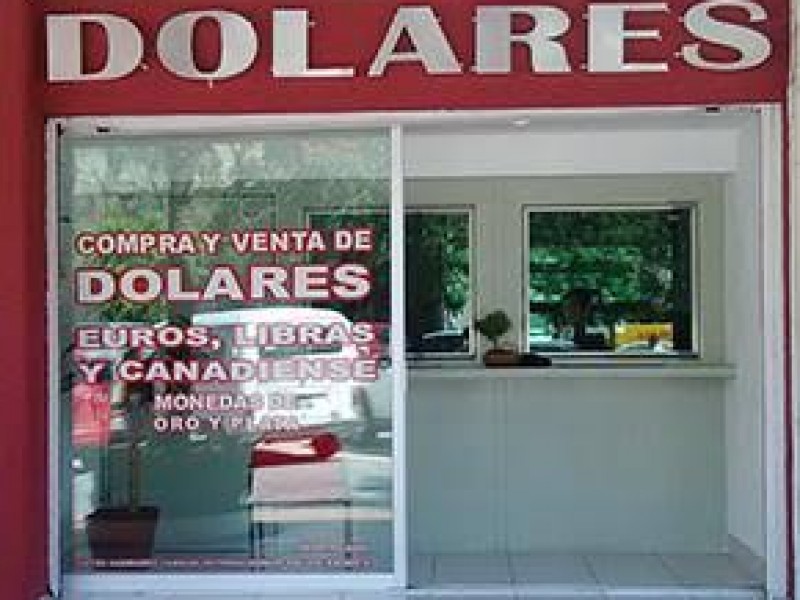 DOLARES
COMPRA Y VENTA DE
DOLARES
EUROS, LIBRAS
Y CANADIENSE
MONEDAS DE
ORO Y PLATA